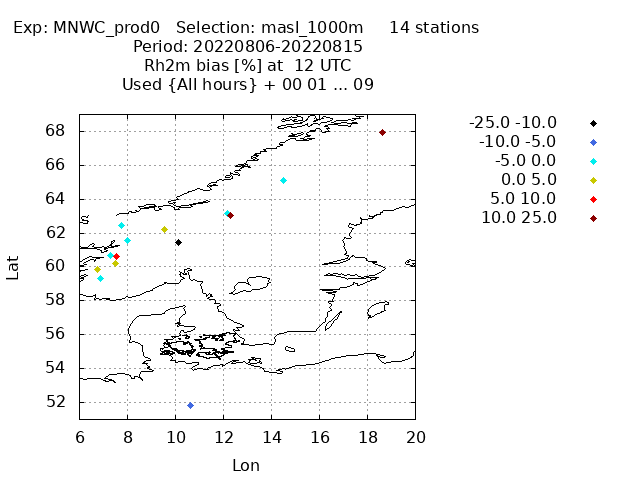 Exp: MNWC_prod0   Selection: masl_1000m     14 stations
Period: 20220806-20220815
Rh2m bias [%] at  12 UTC
Used {All hours} + 00 01 ... 09
-25.0 -10.0
-10.0 -5.0
-5.0 0.0
0.0 5.0
5.0 10.0
10.0 25.0
68
66
64
62
60
58
56
54
52
Lat
6 8 10 12 14 16 18 20
Lon